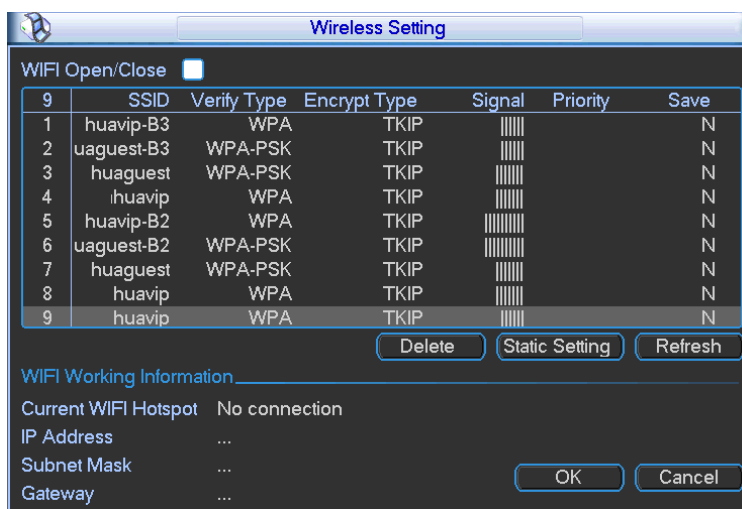 Wireless Setting
WIFI Open/Close
9 SSID Verify Type Encrypt Type Signal Priority Save
1 huavip-B3 WPA TKIP N
2 uaguest-B3 WPA-PSK TKIP N
3 huaguest WPA-PSK TKIP N
4 huavip WPA TKIP N
5 huavip-B2 WPA TKIP N
6 uaguest-B2 WPA-PSK TKIP N
7 huaguest WPA-PSK TKIP N
8 huavip WPA TKIP N
9 huavip WPA TKIP N
Delete Static Setting Refresh
WIFI Working Information
Current WIFI Hotspot No connection
IP Address ...
Subnet Mask ...
Gateway ...
OK Cancel